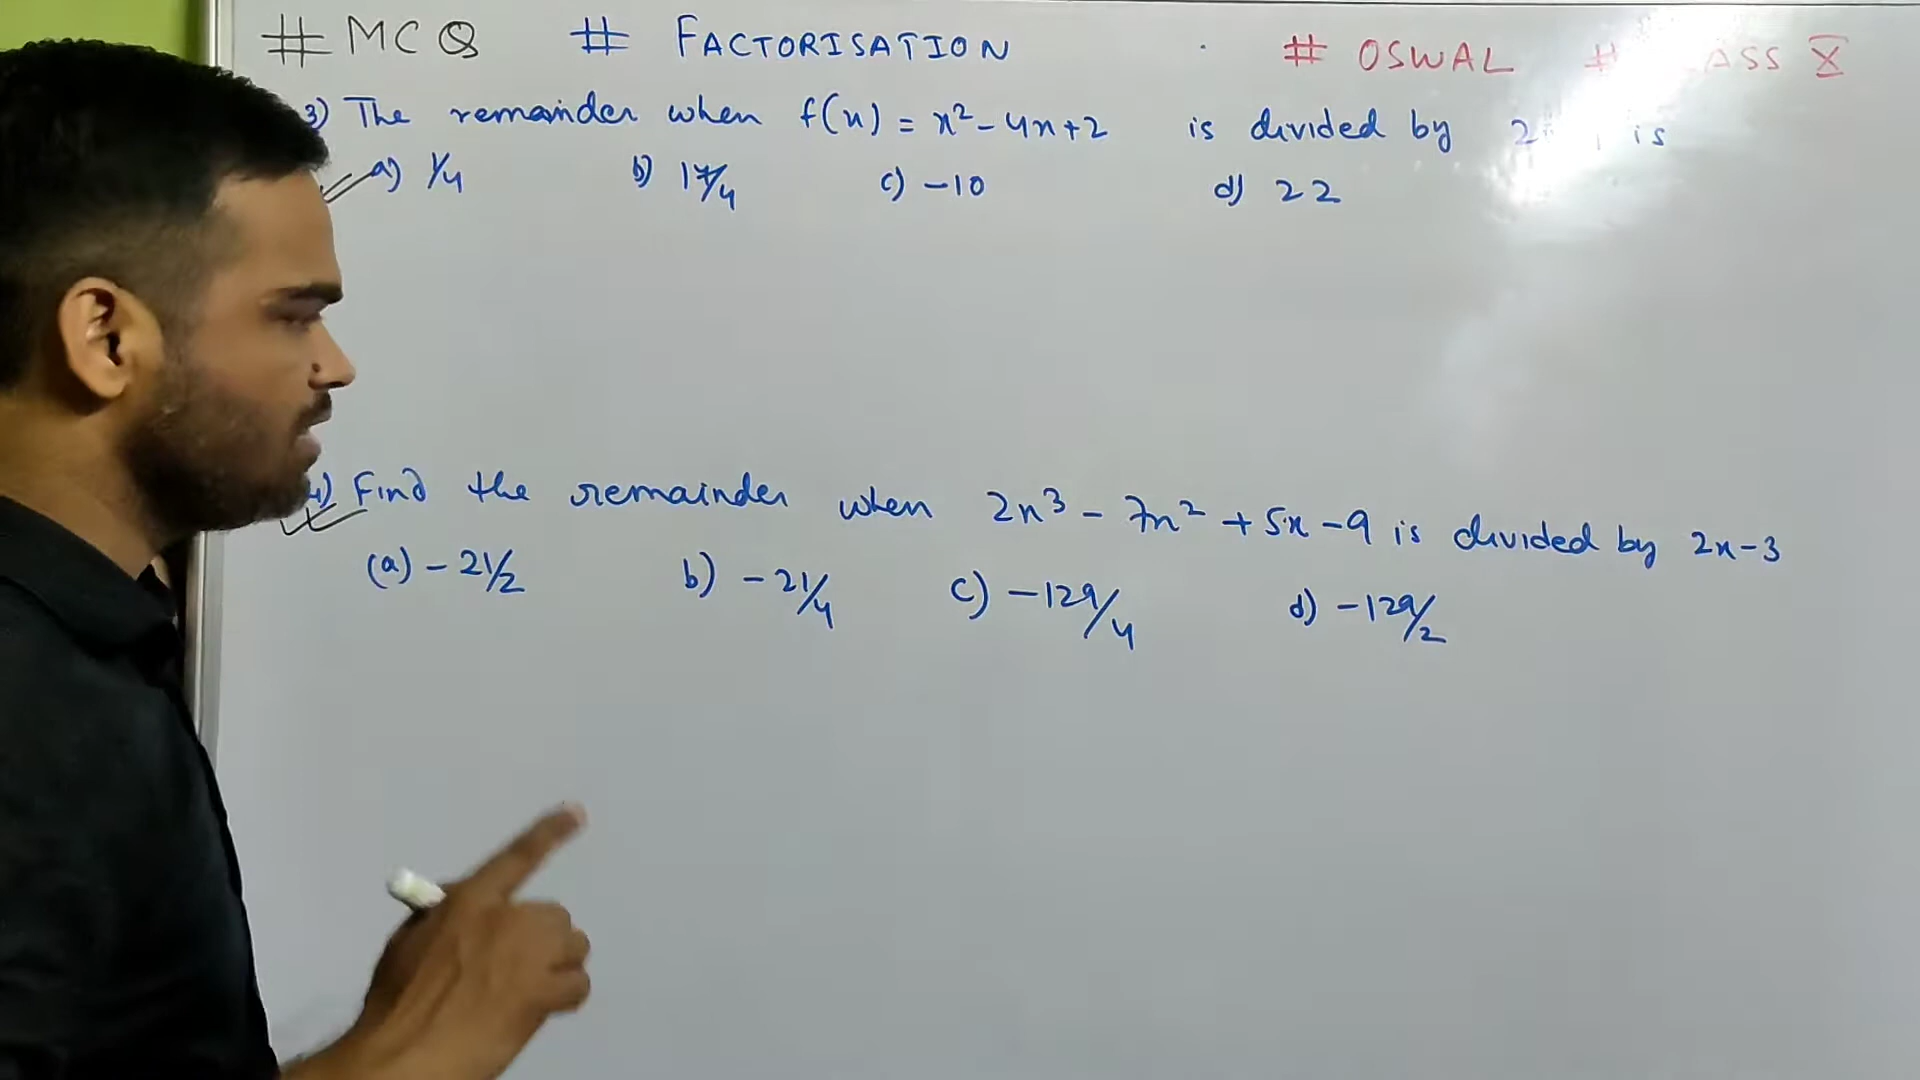 # MCQ # FACTORISATION # OSWAL # ASS X
3) The remainder when f(x) = x² - 4x + 2 is divided by 2 is
a) 1/4 b) 17/4 c) -10 d) 22
4) Find the remainder when 2x³ - 7x² + 5x - 9 is divided by 2x - 3
(a) -21/2 b) -21/4 c) -129/4 d) -129/2